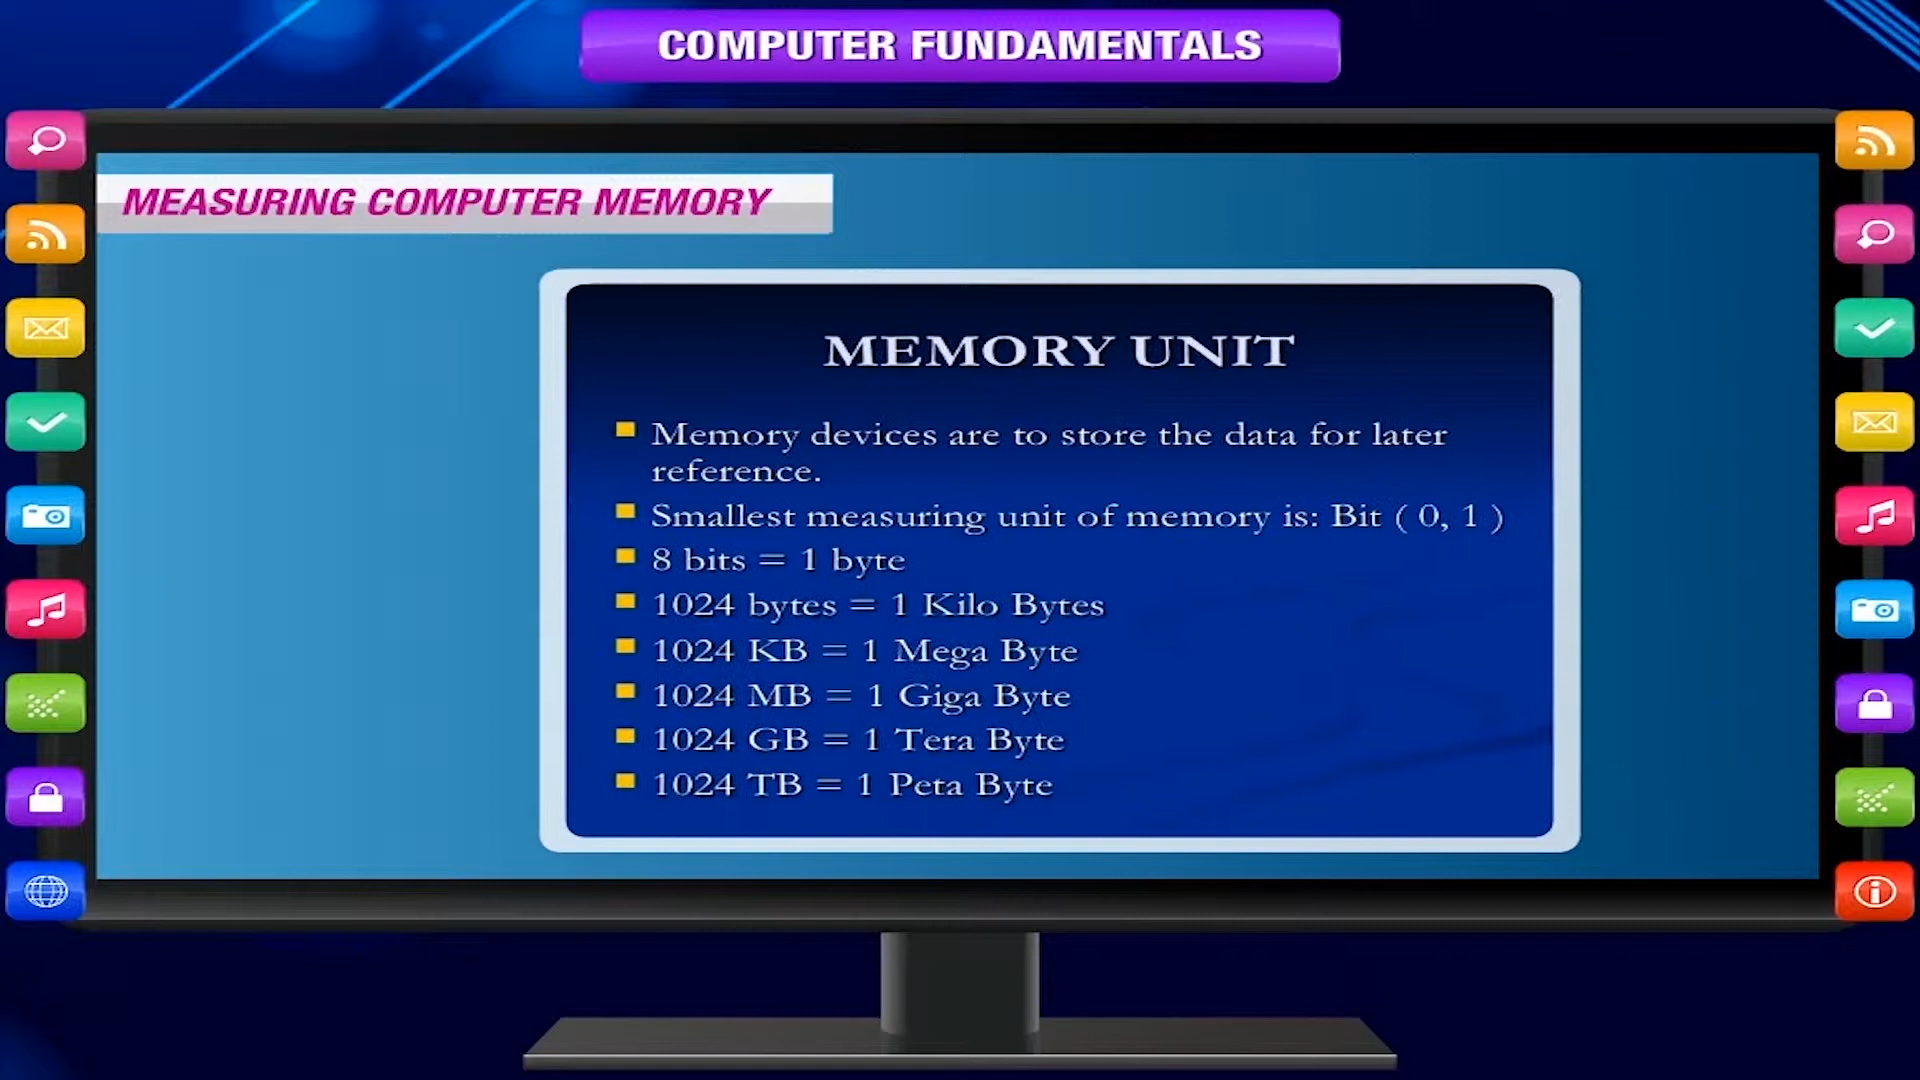 COMPUTER FUNDAMENTALS
MEASURING COMPUTER MEMORY
MEMORY UNIT
Memory devices are to store the data for later
reference.
Smallest measuring unit of memory is: Bit ( 0, 1 )
8 bits = 1 byte
1024 bytes = 1 Kilo Bytes
1024 KB = 1 Mega Byte
1024 MB = 1 Giga Byte
1024 GB = 1 Tera Byte
1024 TB = 1 Peta Byte